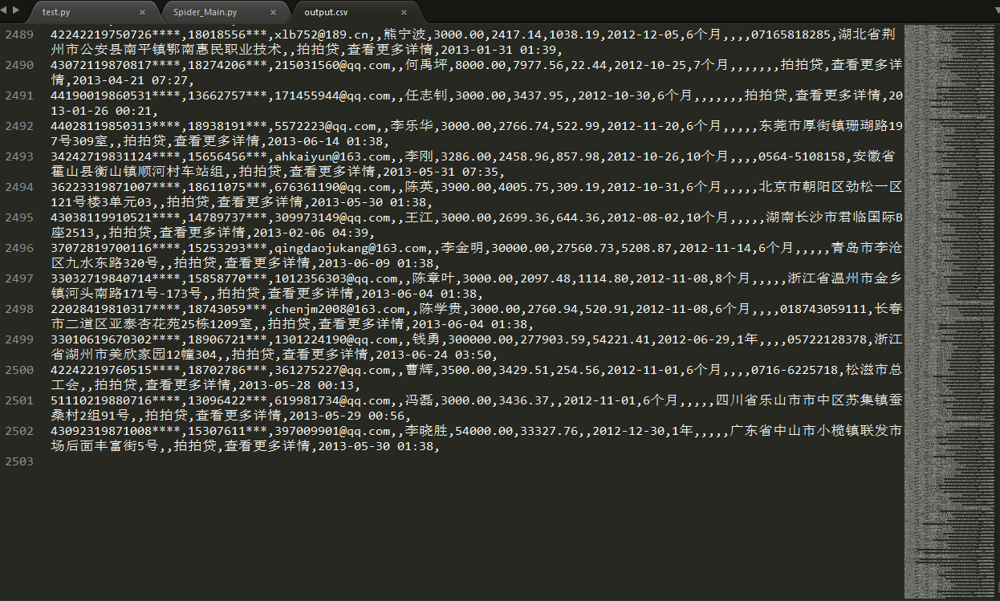 test.py × Spider_Main.py × output.csv ×
2489 42242219750726****,18018556***,xlb752@189.cn,,熊宁波,3000.00,2417.14,1038.19,2012-12-05,6个月,,,,07165818285,湖北省荆
州市公安县南平镇鄂南惠民职业技术,,拍拍贷,查看更多详情,2013-01-31 01:39,
2490 43072719870817****,18274206***,215031560@qq.com,,何禹坪,8000.00,7977.56,22.44,2012-10-25,7个月,,,,,,,拍拍贷,查看更多详
情,2013-04-21 07:27,
2491 44190019860531****,13662757***,171455944@qq.com,,任志钊,3000.00,3437.95,,2012-10-30,6个月,,,,,,,拍拍贷,查看更多详情,20
13-01-26 00:21,
2492 44028119850313****,18938191***,5572223@qq.com,,李乐华,3000.00,2766.74,522.99,2012-11-20,6个月,,,,,东莞市厚街镇珊瑚路19
7号309室,,拍拍贷,查看更多详情,2013-06-14 01:38,
2493 34242719831124****,15656456***,ahkaiyun@163.com,,李刚,3286.00,2458.96,857.98,2012-10-26,10个月,,,,0564-5108158,安徽省
霍山县衡山镇顺河村车站组,,拍拍贷,查看更多详情,2013-05-31 07:35,
2494 36223319871007****,18611075***,676361190@qq.com,,陈英,3900.00,4005.75,309.19,2012-10-31,6个月,,,,,北京市朝阳区劲松一区
121号楼3单元03,,拍拍贷,查看更多详情,2013-05-30 01:38,
2495 43038119910521****,14789737***,309973149@qq.com,,王江,3000.00,2699.36,644.36,2012-08-02,10个月,,,,,湖南长沙市君临国际B
座2513,,拍拍贷,查看更多详情,2013-02-06 04:39,
2496 37072819700116****,15253293***,qingdaojukang@163.com,,李金明,30000.00,27560.73,5208.87,2012-11-14,6个月,,,,,青岛市李沧
区九水东路320号,,拍拍贷,查看更多详情,2013-06-09 01:38,
2497 33032719840714****,15858770***,1012356303@qq.com,,陈章叶,3000.00,2097.48,1114.80,2012-11-08,8个月,,,,,浙江省温州市金乡
镇河头南路171号-173号,,拍拍贷,查看更多详情,2013-06-04 01:38,
2498 22028419810317****,18743059***,chenjm2008@163.com,,陈学贵,3000.00,2760.94,520.91,2012-11-08,6个月,,,,018743059111,长春
市二道区亚泰杏花苑25栋1209室,,拍拍贷,查看更多详情,2013-06-04 01:38,
2499 33010619670302****,18906721***,1301224190@qq.com,,钱勇,300000.00,277903.59,54221.41,2012-06-29,1年,,,,05722128378,浙江
省湖州市美欣家园12幢304,,拍拍贷,查看更多详情,2013-06-24 03:50,
2500 42242219760515****,18702786***,361275227@qq.com,,曹辉,3500.00,3429.51,254.56,2012-11-01,6个月,,,,0716-6225718,松滋市总
工会,,拍拍贷,查看更多详情,2013-05-28 00:13,
2501 51110219880716****,13096422***,619981734@qq.com,,冯磊,3000.00,3436.37,,2012-11-01,6个月,,,,,四川省乐山市市中区苏集镇蚕
桑村2组91号,,拍拍贷,查看更多详情,2013-05-29 00:56,
2502 43092319871008****,15307611***,397009901@qq.com,,李晓胜,54000.00,33327.76,,2012-12-30,1年,,,,,广东省中山市小榄镇联发市
场后面丰富街5号,,拍拍贷,查看更多详情,2013-05-30 01:38,
2503